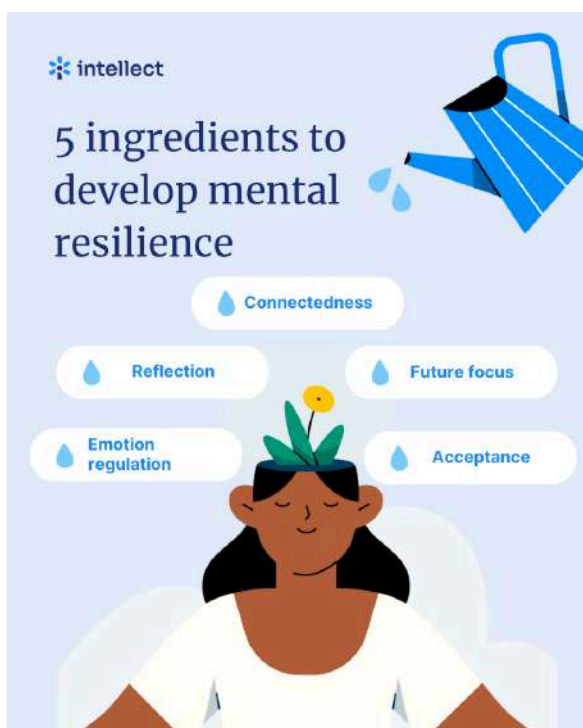 intellect
5 ingredients to
develop mental
resilience
Connectedness
Reflection
Future focus
Emotion
regulation
Acceptance